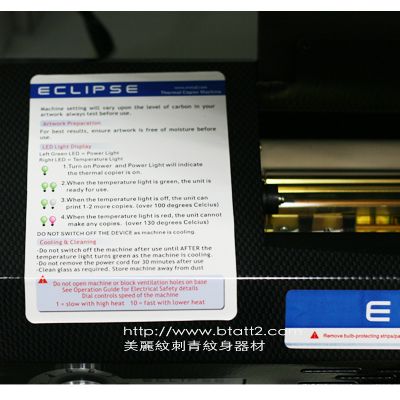 ECLIPSE
Thermal Copier Machine
Machine setting will vary upon the level of carbon in your
artwork always test before use.
Artwork Preparation
For best results, ensure artwork is free of moisture before
use.
LED Light Display
Left Green LED = Power Light
Right LED = Temperature Light
1.Turn on Power and Power Light will indicate
the thermal copier is on.
2.When the temperature light is green, the unit is
ready for use.
3.When the temperature light is off, the unit can
print 1-2 more copies. (over 100 degrees Celcius)
4.When the temperature light is red, the unit cannot
make any copies. (over 130 degrees Celcius)
DO NOT SWITCH OFF THE DEVICE as machine is cooling.
Cooling & Cleaning
-Do not switch off the machine after use until AFTER the
temperature light turns green as the machine is cooling.
-Do not remove the power cord for 30 minutes after use
-Clean glass as required. Store machine away from dust
Do not open machine or block ventilation holes on base
See Operation Guide for Electrical Safety details
Dial controls speed of the machine
1 = slow with high heat 10 = fast with lower heat
E
Remove bulb-protecting strips/pa
http://www.btatt2.com
美麗紋刺青紋身器材